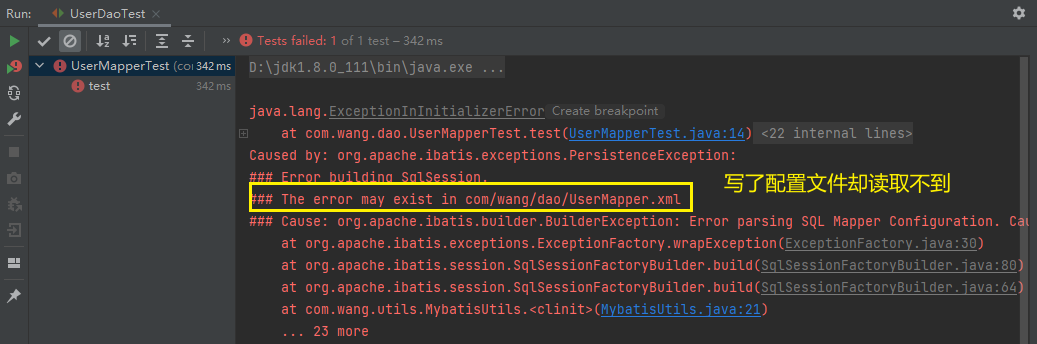 Run: UserDaoTest
Tests failed: 1 of 1 test – 342 ms
UserMapperTest (con 342 ms
test 342 ms
D:\jdk1.8.0_111\bin\java.exe ...
java.lang.ExceptionInInitializerError Create breakpoint
at com.wang.dao.UserMapperTest.test(UserMapperTest.java:14) <22 internal lines>
Caused by: org.apache.ibatis.exceptions.PersistenceException:
### Error building SqlSession.
### The error may exist in com/wang/dao/UserMapper.xml
写了配置文件却读取不到
### Cause: org.apache.ibatis.builder.BuilderException: Error parsing SQL Mapper Configuration. Cau
at org.apache.ibatis.exceptions.ExceptionFactory.wrapException(ExceptionFactory.java:30)
at org.apache.ibatis.session.SqlSessionFactoryBuilder.build(SqlSessionFactoryBuilder.java:80)
at org.apache.ibatis.session.SqlSessionFactoryBuilder.build(SqlSessionFactoryBuilder.java:64)
at com.wang.utils.MybatisUtils.<clinit>(MybatisUtils.java:21)
... 23 more